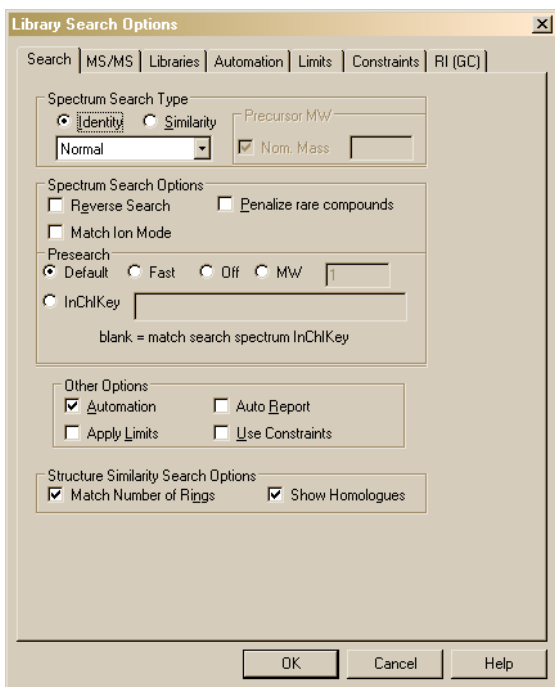 Library Search Options
Search MS/MS Libraries Automation Limits Constraints RI (GC)
Spectrum Search Type
Identity Similarity
Normal
Precursor MW
Nom. Mass
Spectrum Search Options
Reverse Search Penalize rare compounds
Match Ion Mode
Presearch
Default Fast Off MW 1
InChIKey
blank = match search spectrum InChIKey
Other Options
Automation Auto Report
Apply Limits Use Constraints
Structure Similarity Search Options
Match Number of Rings Show Homologues
OK Cancel Help